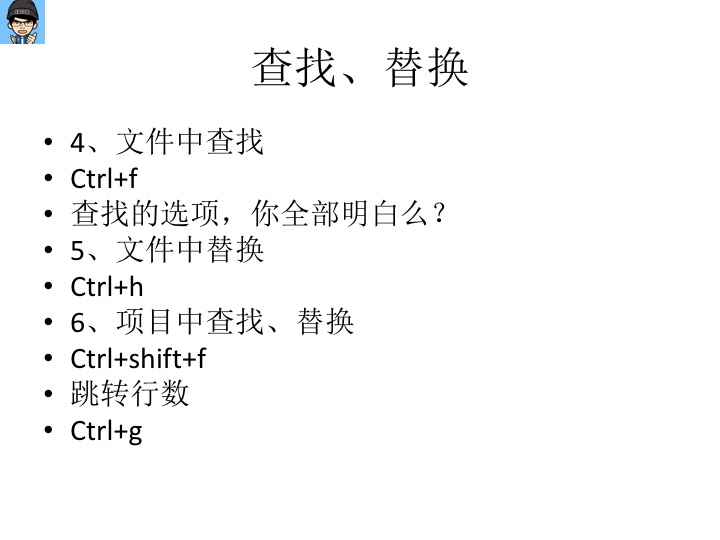 查找、替换
• 4、文件中查找
• Ctrl+f
• 查找的选项，你全部明白么？
• 5、文件中替换
• Ctrl+h
• 6、项目中查找、替换
• Ctrl+shift+f
• 跳转行数
• Ctrl+g